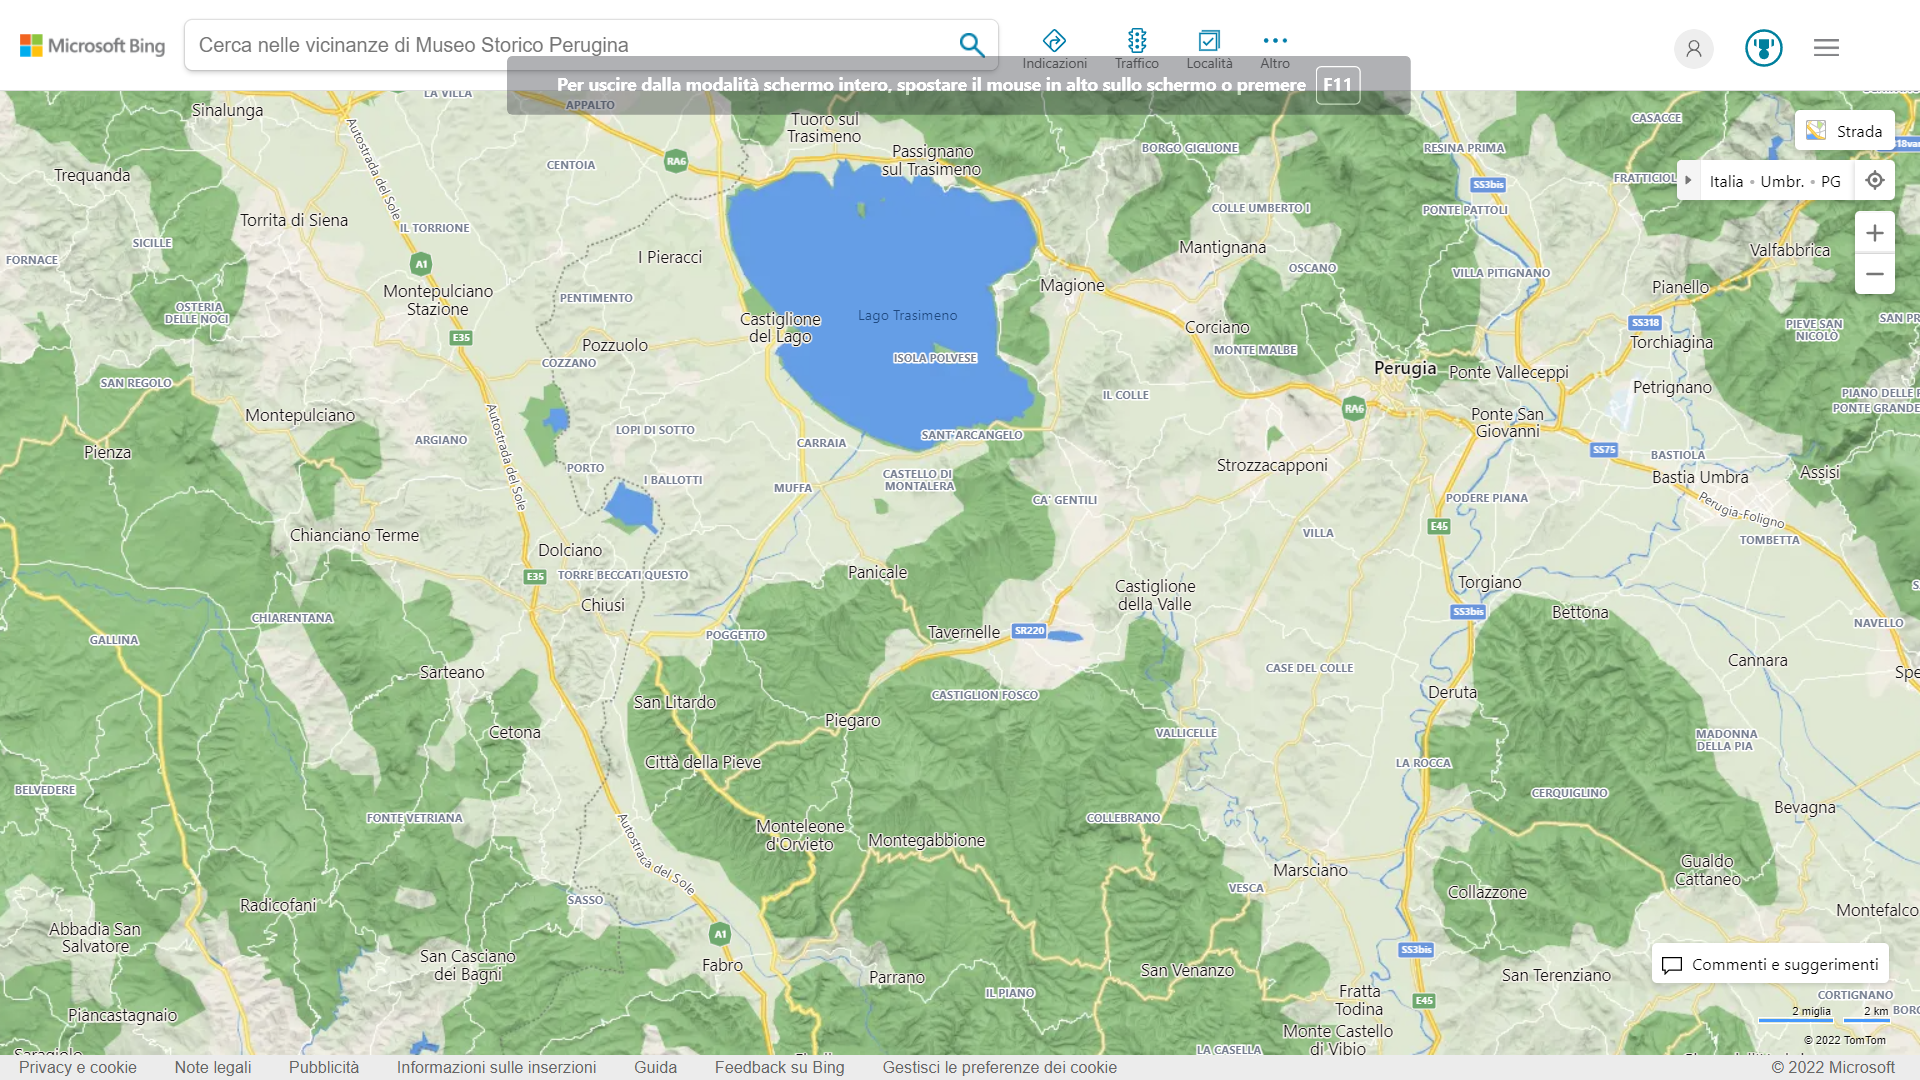 Microsoft Bing
Cerca nelle vicinanze di Museo Storico Perugina
Indicazioni
Traffico
Località
Altro
Per uscire dalla modalità schermo intero, spostare il mouse in alto sullo schermo o premere F11
LA VILLA
APPALTO
Sinalunga
Tuoro sul
Trasimeno
CASACCE
Strada
CENTOIA
RA6
Passignano
sul Trasimeno
BORGO GIGLIONE
RESINA PRIMA
Autostrada del Sole
Trequanda
SS3bis
Italia • Umbr. • PG
Torrita di Siena
IL TORRIONE
COLLE UMBERTO I
PONTE PATTOLI
SICILLE
FORNACE
I Pieracci
Mantignana
Valfabbrica
A1
OSCANO
VILLA PITIGNANO
Montepulciano
Stazione
PENTIMENTO
Magione
Pianello
OSTERIA
DELLE NOCI
Castiglione
del Lago
Lago Trasimeno
Corciano
SS318
PIEVE SAN
NICOLÒ
E35
Pozzuolo
ISOLA POLVESE
MONTE MALBE
Torchiagina
COZZANO
Perugia
Ponte Valleceppi
SAN REGOLO
IL COLLE
Petrignano
Montepulciano
RA6
Ponte San
Giovanni
LOPI DI SOTTO
CARRAIA
SANT'ARCANGELO
ARGIANO
SS75
Pienza
Autostrada del Sole
PORTO
I BALLOTTI
MUFFA
CASTELLO DI
MONTALERA
Strozzacapponi
BASTIOLA
Assisi
Bastia Umbra
CA' GENTILI
PODERE PIANA
Perugia-Foligno
Chianciano Terme
VILLA
E45
TOMBETTA
Dolciano
E35
TORRE BECCATI QUESTO
Panicale
Castiglione
della Valle
Torgiano
Chiusi
SS3bis
Bettona
CHIARENTANA
GALLINA
POGGETTO
Tavernelle
SR220
NAVELLO
Sarteano
CASE DEL COLLE
Cannara
San Litardo
CASTIGLION FOSCO
Deruta
Cetona
Piegaro
VALLICELLE
MADONNA
DELLA PIA
Città della Pieve
LA ROCCA
BELVEDERE
CERQUIGLINO
FONTE VETRIANA
Monteleone
d'Orvieto
Montegabbione
COLLEBRANO
Bevagna
Marsciano
Gualdo
Cattaneo
VESCA
Collazzone
Radicofani
SASSO
Montefalco
Abbadia San
Salvatore
A1
San Casciano
dei Bagni
Fabro
Parrano
San Venanzo
SS3bis
San Terenziano
Commenti e suggerimenti
IL PIANO
Fratta
Todina
E45
CORTIGNANO
Piancastagnaio
2 miglia
2 km
Monte Castello
di Vibio
LA CASELLA
© 2022 TomTom
Privacy e cookie
Note legali
Pubblicità
Informazioni sulle inserzioni
Guida
Feedback su Bing
Gestisci le preferenze dei cookie
© 2022 Microsoft